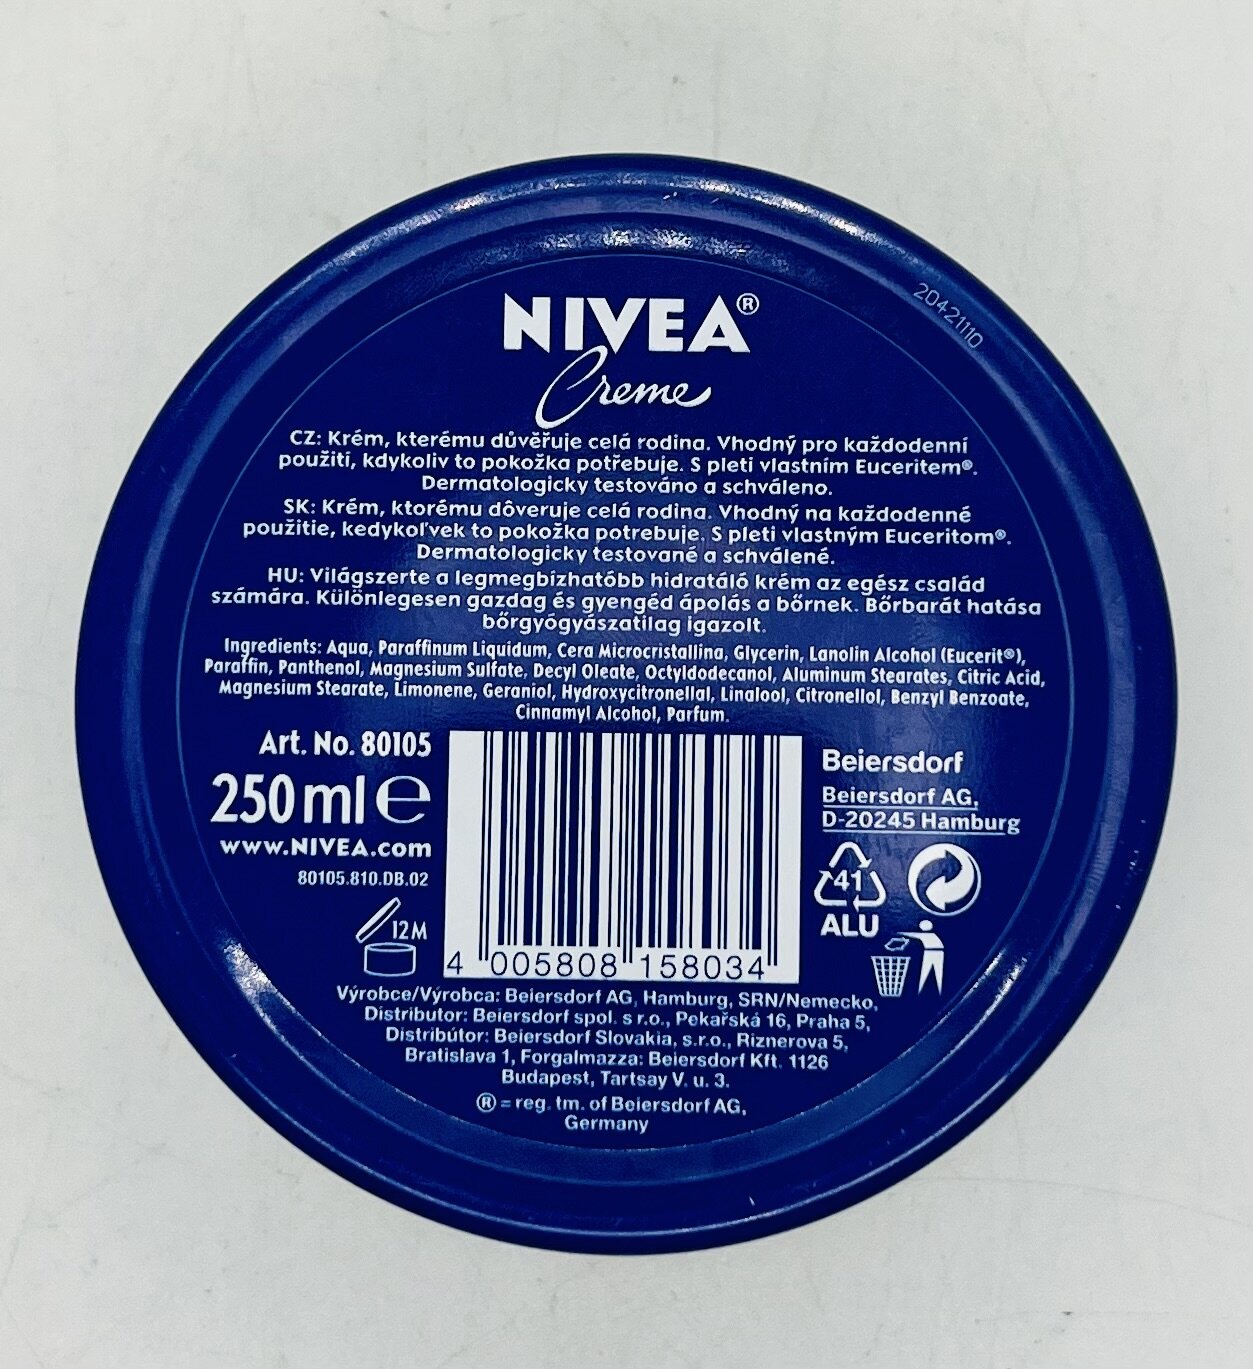 NIVEA®
Creme
20421110
CZ: Krém, kterému důvěřuje celá rodina. Vhodný pro každodenní
použití, kdykoliv to pokožka potřebuje. S pletí vlastním Euceritem®.
Dermatologicky testováno a schváleno.
SK: Krém, ktorému dôveruje celá rodina. Vhodný na každodenné
použitie, kedykoľvek to pokožka potrebuje. S pleti vlastným Euceritom®.
Dermatologicky testované a schválené.
HU: Világszerte a legmegbízhatóbb hidratáló krém az egész család
számára. Különlegesen gazdag és gyengéd ápolás a bőrnek. Bőrbarát hatása
bőrgyógyászatilag igazolt.
Ingredients: Aqua, Paraffinum Liquidum, Cera Microcristallina, Glycerin, Lanolin Alcohol (Eucerit®),
Paraffin, Panthenol, Magnesium Sulfate, Decyl Oleate, Octyldodecanol, Aluminum Stearates, Citric Acid,
Magnesium Stearate, Limonene, Geraniol, Hydroxycitronellal, Linalool, Citronellol, Benzyl Benzoate,
Cinnamyl Alcohol, Parfum.
Art. No. 80105
250 ml ℮
www.NIVEA.com
80105.810.DB.02
12M
4 005808 158034
Beiersdorf
Beiersdorf AG,
D-20245 Hamburg
41
ALU
Výrobce/Výrobca: Beiersdorf AG, Hamburg, SRN/Nemecko,
Distributor: Beiersdorf spol. s r.o., Pekařská 16, Praha 5,
Distribútor: Beiersdorf Slovakia, s.r.o., Riznerova 5,
Bratislava 1, Forgalmazza: Beiersdorf Kft. 1126
Budapest, Tartsay V. u. 3.
® = reg. tm. of Beiersdorf AG,
Germany